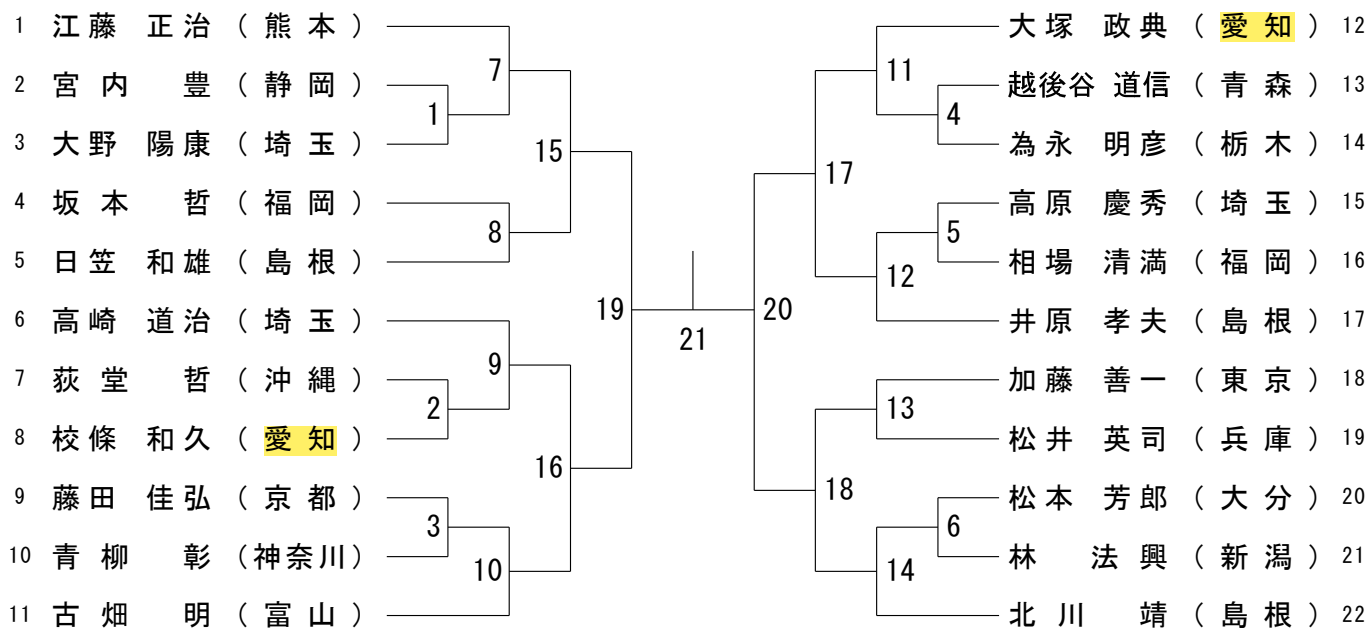 1 江藤 正治 (熊本)
2 宮内 豊 (静岡)
3 大野 陽康 (埼玉)
4 坂本 哲 (福岡)
5 日笠 和雄 (島根)
6 高崎 道治 (埼玉)
7 荻堂 哲 (沖縄)
8 校條 和久 (愛知)
9 藤田 佳弘 (京都)
10 青柳 彰 (神奈川)
11 古畑 明 (富山)
7
1
15
8
19
9
2
16
3
10
21
11
4
17
5
12
20
13
18
6
14
大塚 政典 (愛知) 12
越後谷 道信 (青森) 13
為永 明彦 (栃木) 14
高原 慶秀 (埼玉) 15
相場 清満 (福岡) 16
井原 孝夫 (島根) 17
加藤 善一 (東京) 18
松井 英司 (兵庫) 19
松本 芳郎 (大分) 20
林 法興 (新潟) 21
北川 靖 (島根) 22